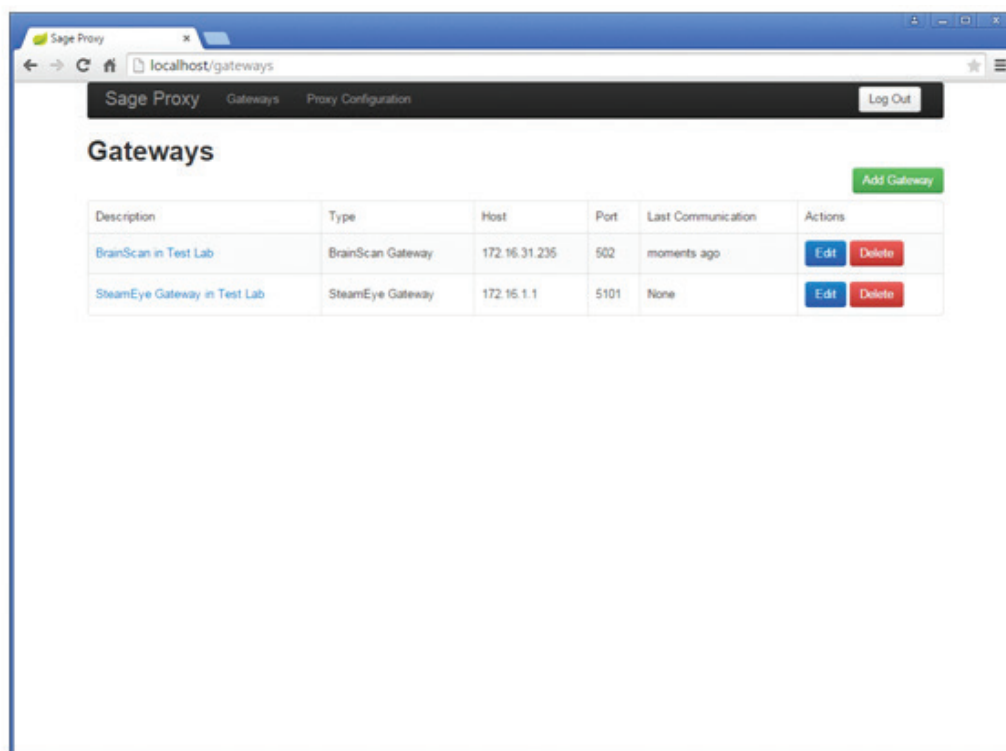 Sage Proxy
localhost/gateways
Sage Proxy Gateways Proxy Configuration Log Out
Gateways
Add Gateway
Description Type Host Port Last Communication Actions
BrainScan in Test Lab BrainScan Gateway 172.16.31.235 502 moments ago Edit Delete
SteamEye Gateway in Test Lab SteamEye Gateway 172.16.1.1 5101 None Edit Delete